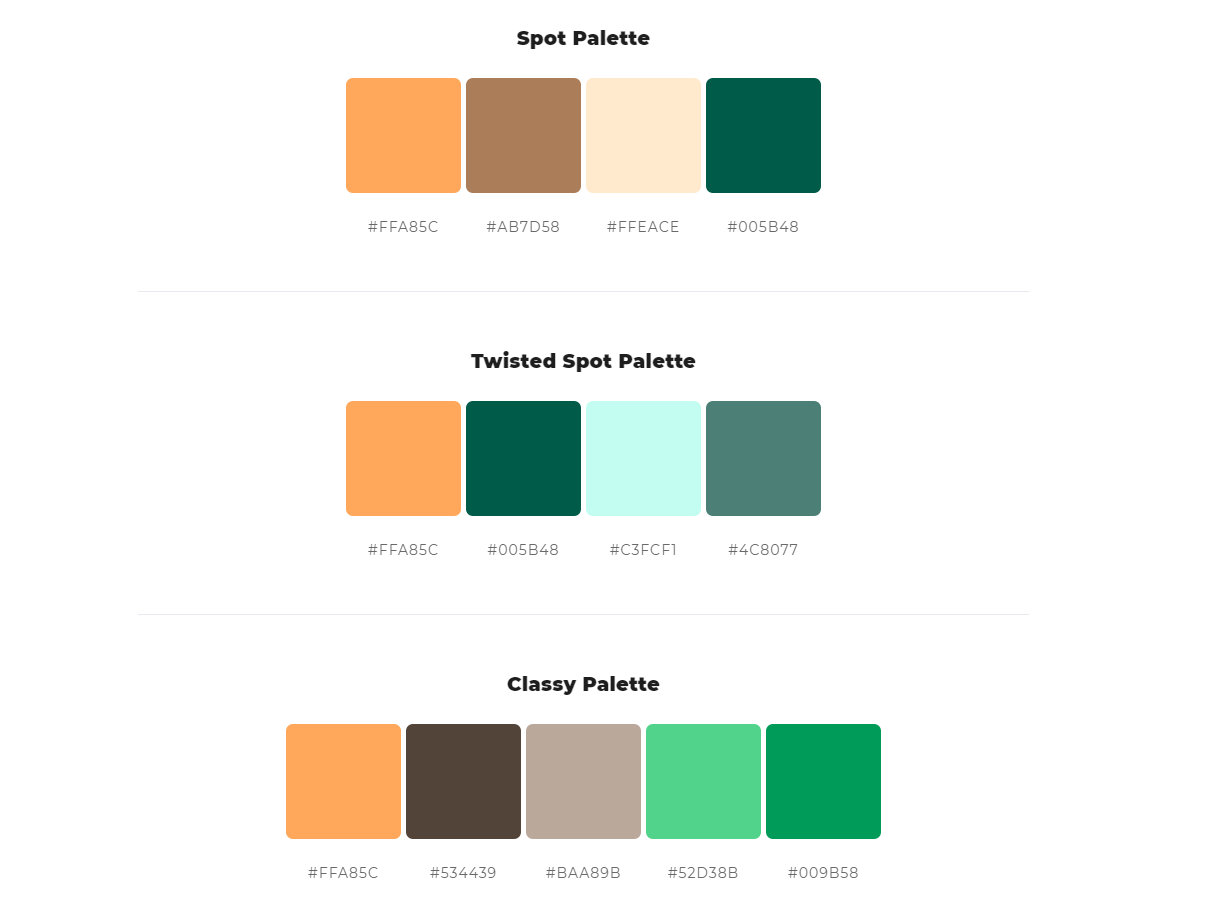 Spot Palette
#FFA85C #AB7D58 #FFEACE #005B48
Twisted Spot Palette
#FFA85C #005B48 #C3FCF1 #4C8077
Classy Palette
#FFA85C #534439 #BAA89B #52D38B #009B58